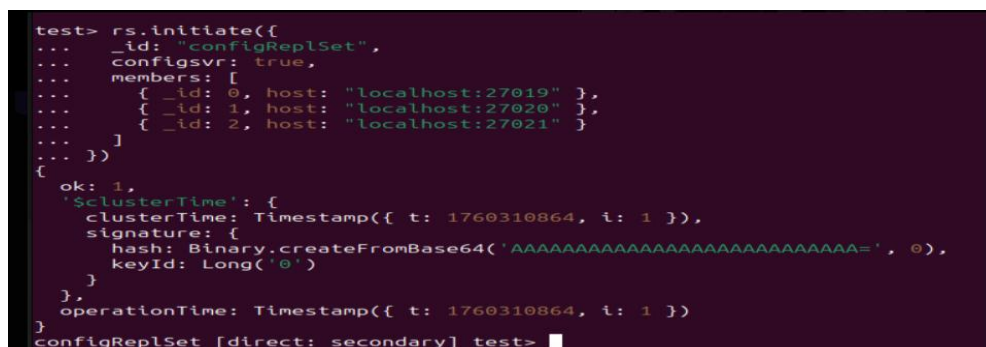 test> rs.initiate({
...     _id: "configReplSet",
...     configsvr: true,
...     members: [
...       { _id: 0, host: "localhost:27019" },
...       { _id: 1, host: "localhost:27020" },
...       { _id: 2, host: "localhost:27021" }
...     ]
... })
{
  ok: 1,
  '$clusterTime': {
    clusterTime: Timestamp({ t: 1760310864, i: 1 }),
    signature: {
      hash: Binary.createFromBase64('AAAAAAAAAAAAAAAAAAAAAAAAAAA=', 0),
      keyId: Long('0')
    }
  },
  operationTime: Timestamp({ t: 1760310864, i: 1 })
}
configReplSet [direct: secondary] test>